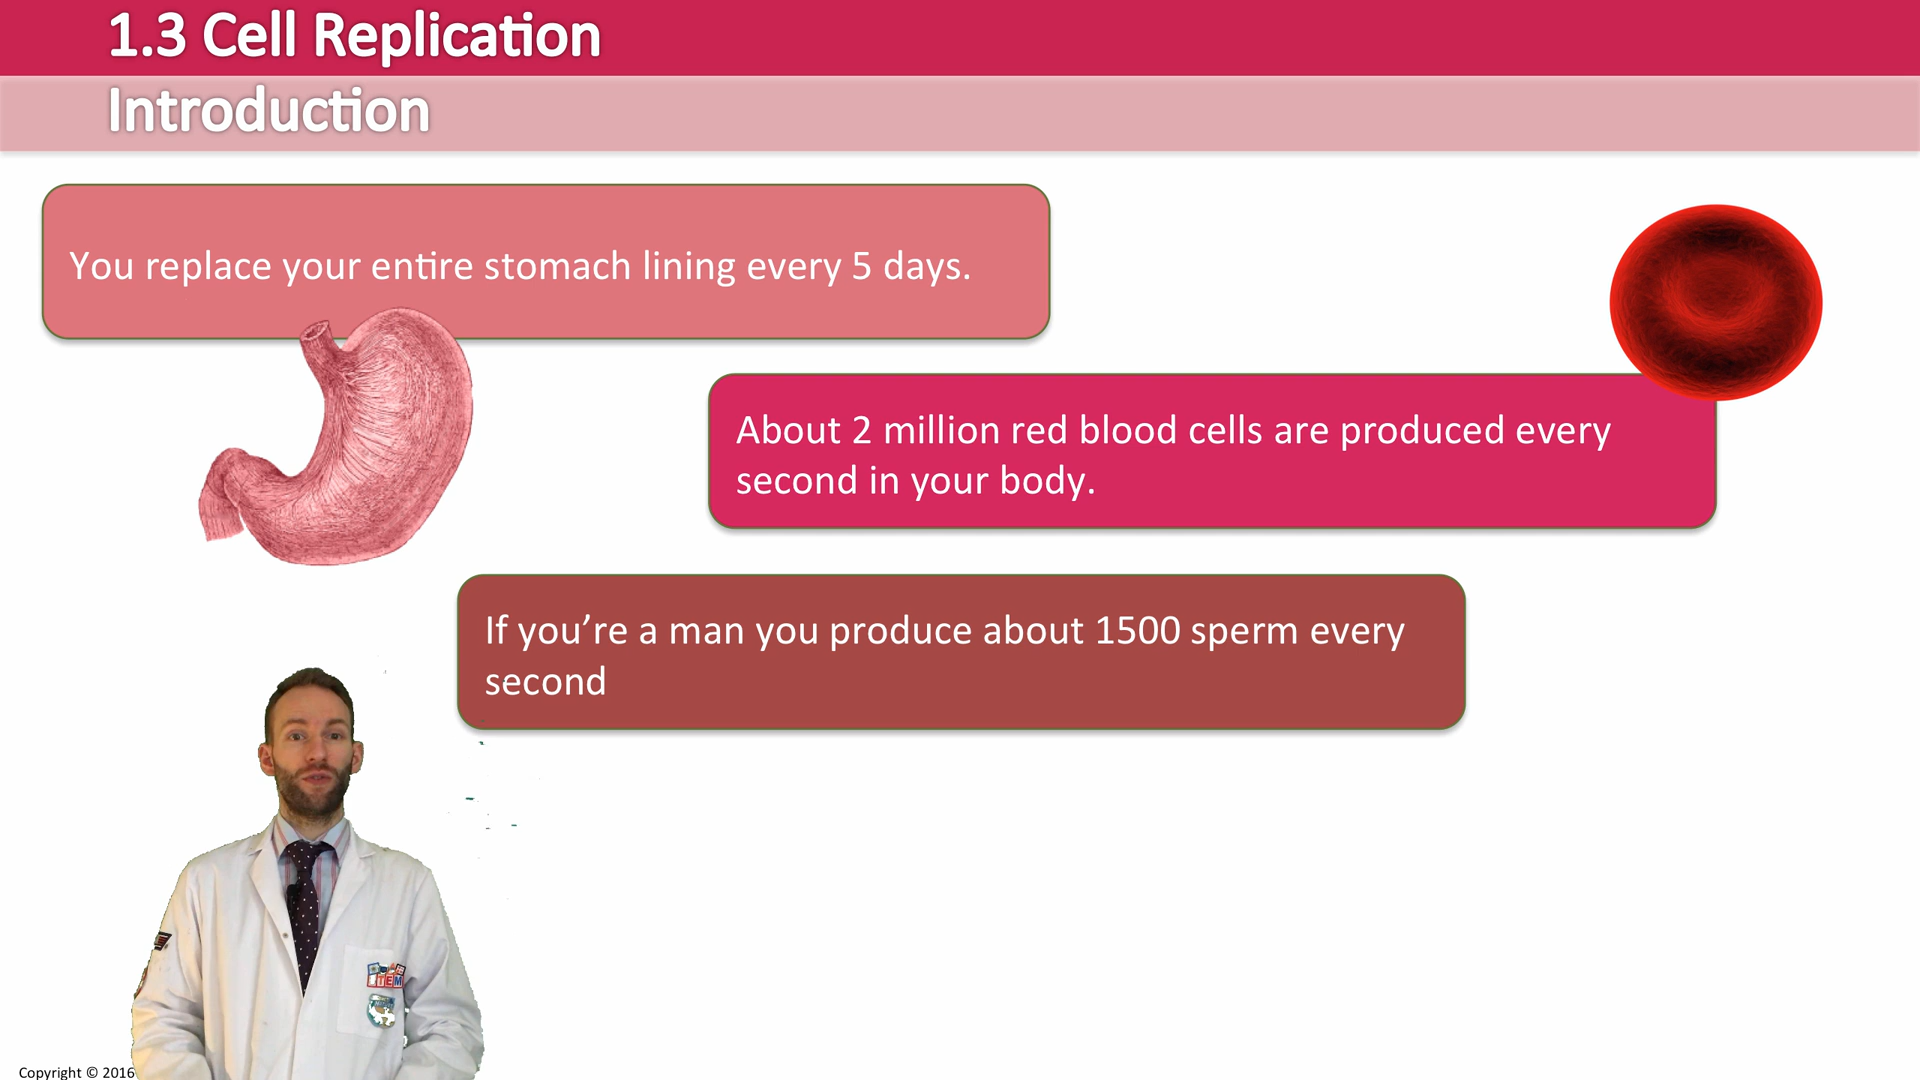 1.3 Cell Replication
Introduction
You replace your entire stomach lining every 5 days.
About 2 million red blood cells are produced every
second in your body.
If you’re a man you produce about 1500 sperm every
second
STEM
Copyright © 2016